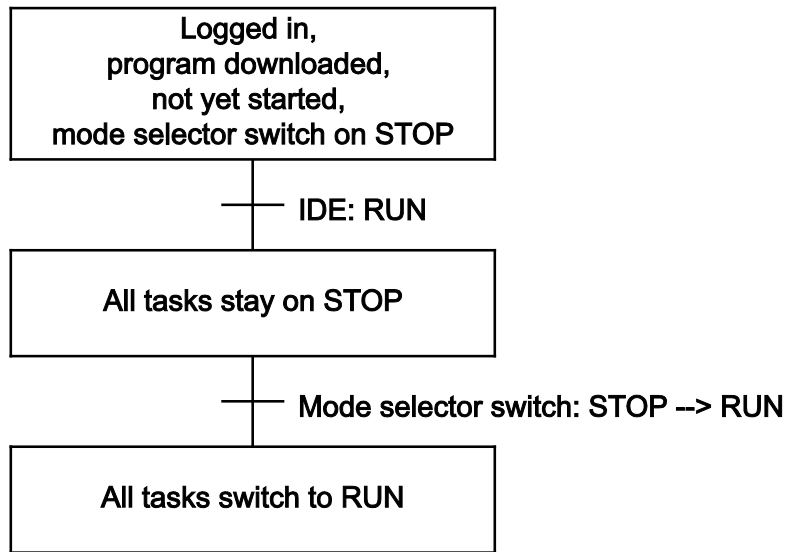 Logged in,
program downloaded,
not yet started,
mode selector switch on STOP
IDE: RUN
All tasks stay on STOP
Mode selector switch: STOP --> RUN
All tasks switch to RUN